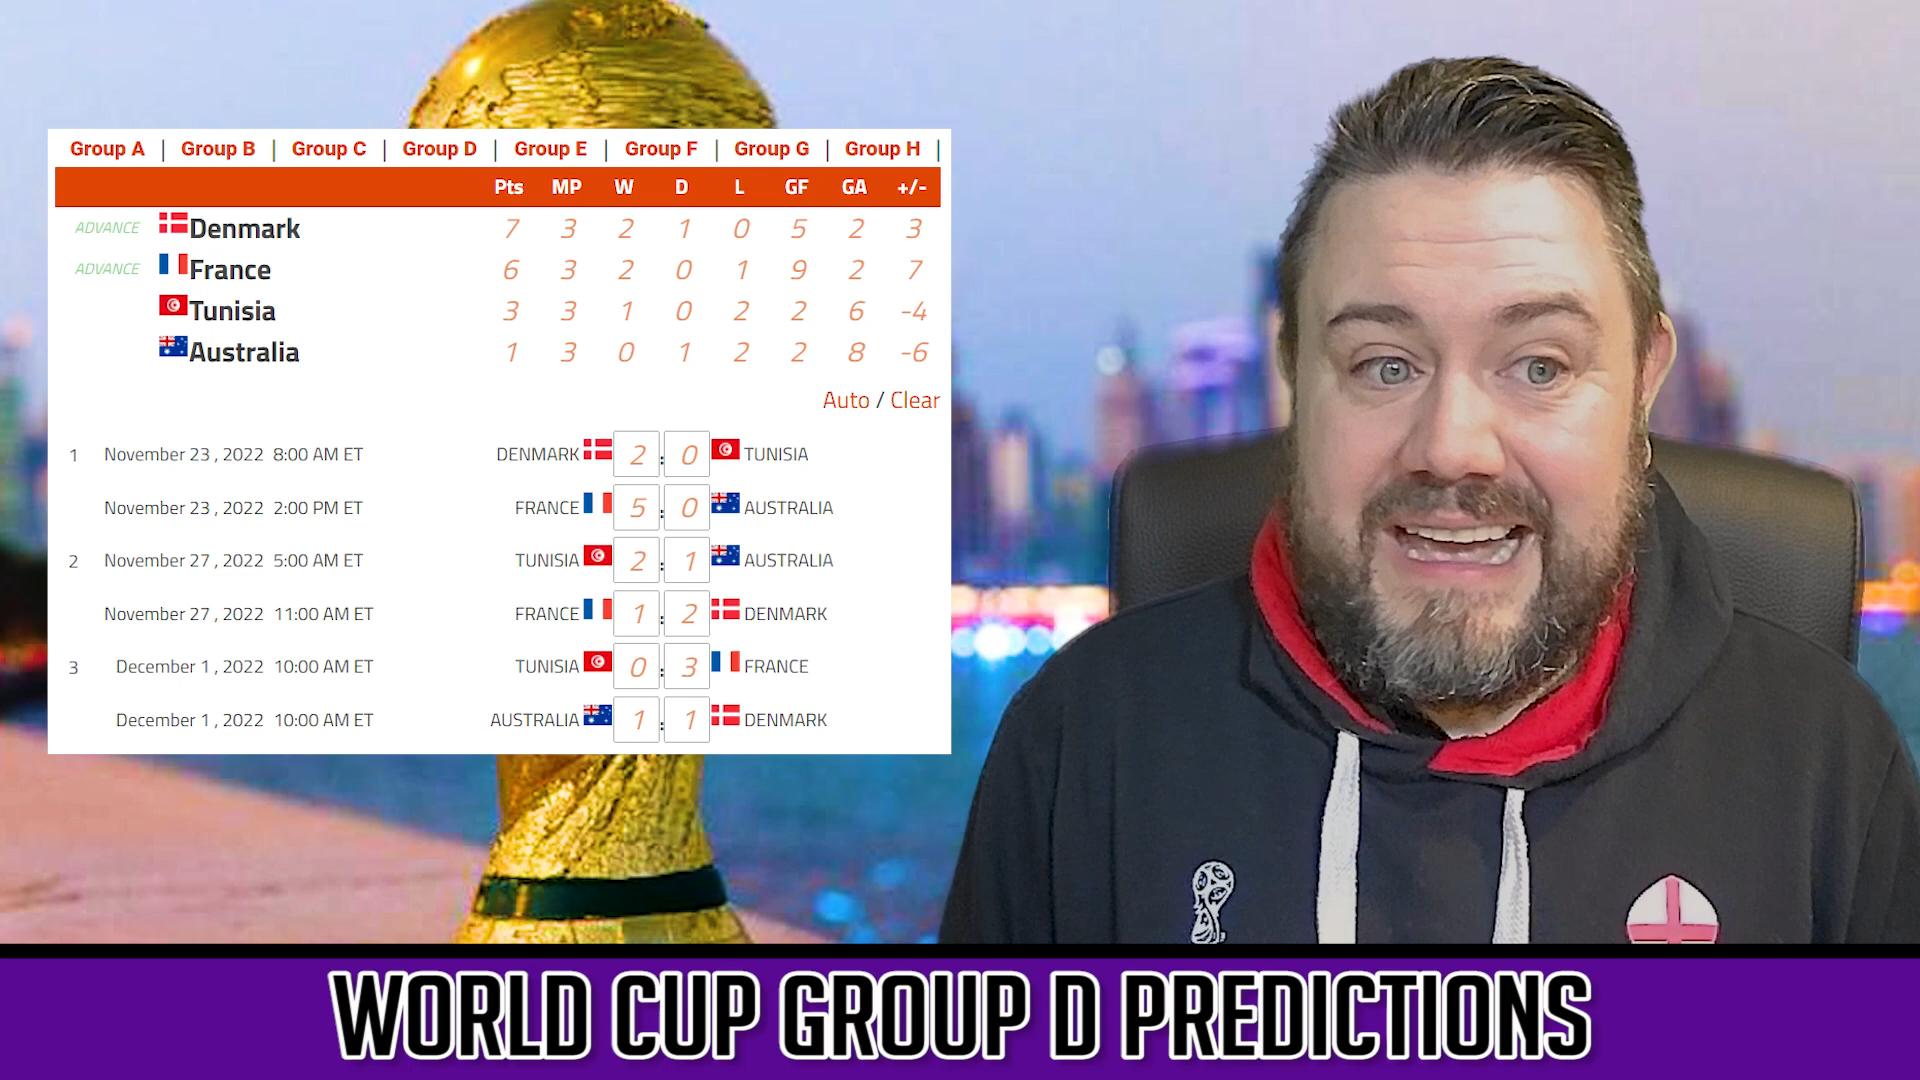 Group A | Group B | Group C | Group D | Group E | Group F | Group G | Group H |
Pts MP W D L GF GA +/-
ADVANCE Denmark 7 3 2 1 0 5 2 3
ADVANCE France 6 3 2 0 1 9 2 7
Tunisia 3 3 1 0 2 2 6 -4
Australia 1 3 0 1 2 2 8 -6
Auto / Clear
1 November 23 , 2022 8:00 AM ET DENMARK 2 : 0 TUNISIA
November 23 , 2022 2:00 PM ET FRANCE 5 : 0 AUSTRALIA
2 November 27 , 2022 5:00 AM ET TUNISIA 2 : 1 AUSTRALIA
November 27 , 2022 11:00 AM ET FRANCE 1 : 2 DENMARK
3 December 1 , 2022 10:00 AM ET TUNISIA 0 : 3 FRANCE
December 1 , 2022 10:00 AM ET AUSTRALIA 1 : 1 DENMARK
WORLD CUP GROUP D PREDICTIONS